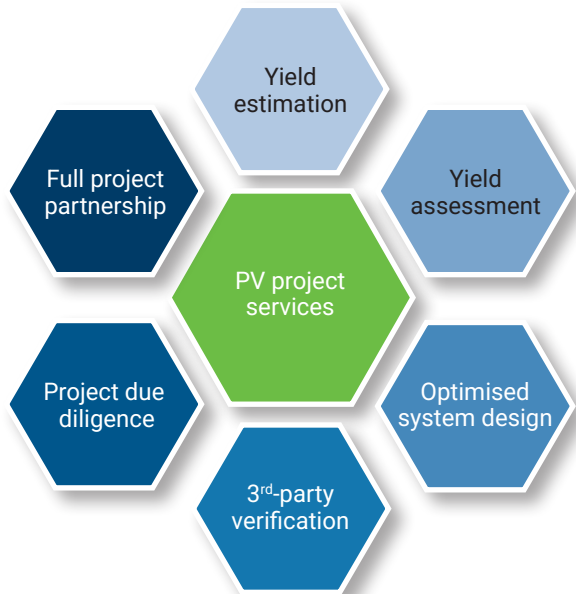 Yield
estimation
Yield
assessment
Optimised
system design
3rd-party
verification
Project due
diligence
Full project
partnership
PV project
services